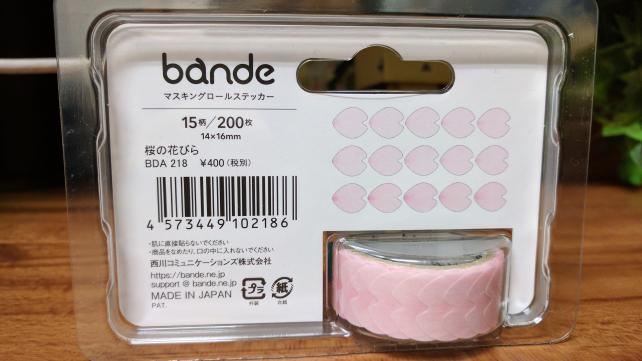 bande
マスキングロールステッカー
15柄/200枚
14×16mm
桜の花びら
BDA 218 ¥400(税別)
4 573449 102186
・肌に直接貼らないでください
・商品をなめたり、口の中に入れないでください
西川コミュニケーションズ株式会社
https://bande.ne.jp
support @ bande.ne.jp
MADE IN JAPAN
PAT.
プラ
外装
紙
台紙